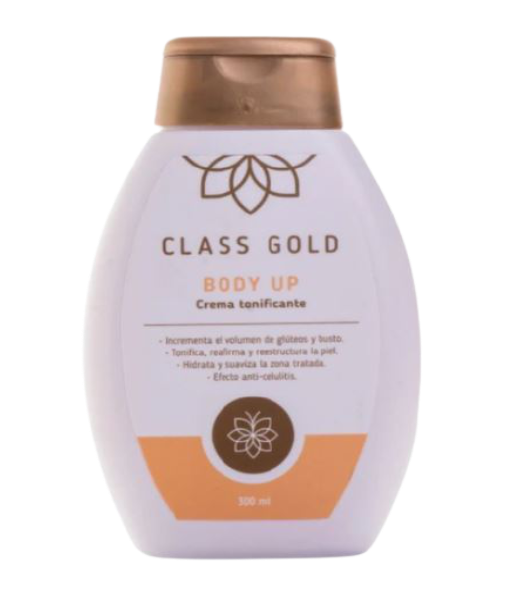 CLASS GOLD
BODY UP
Crema tonificante
- Incrementa el volumen de glúteos y busto.
- Tonifica, reafirma y reestructura la piel.
- Hidrata y suaviza la zona tratada.
- Efecto anti-celulitis.
300 ml